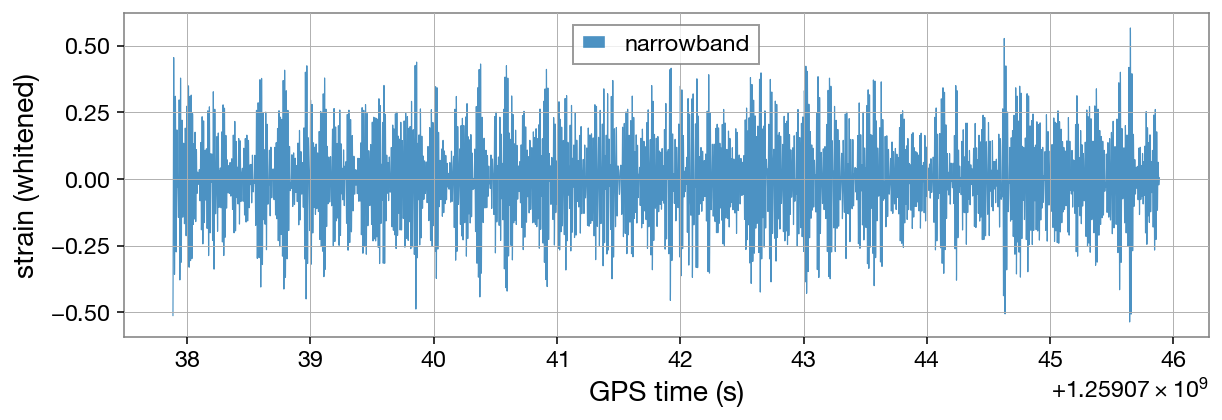 narrowband
0.50
0.25
0.00
−0.25
−0.50
strain (whitened)
38 39 40 41 42 43 44 45 46
GPS time (s)
+1.25907 × 10⁹